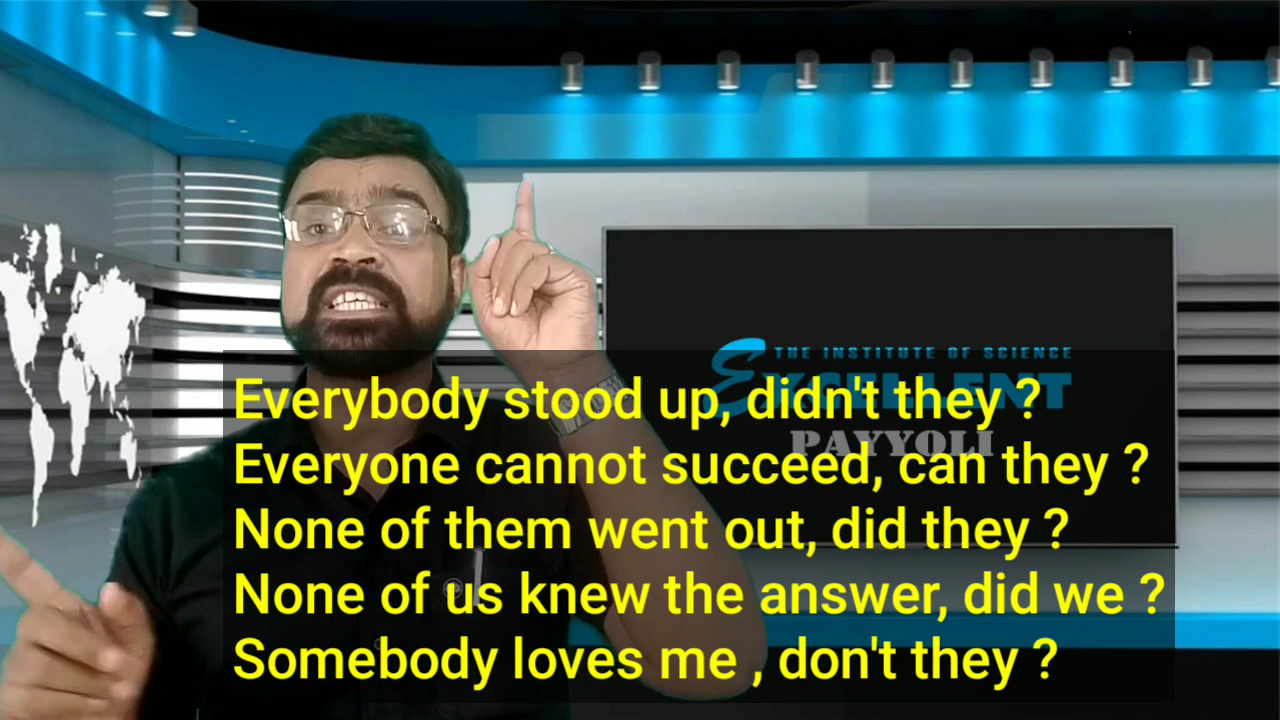 THE INSTITUTE OF SCIENCE
EXCELLENT
PAYYOLI
Everybody stood up, didn't they ?
Everyone cannot succeed, can they ?
None of them went out, did they ?
None of us knew the answer, did we ?
Somebody loves me , don't they ?